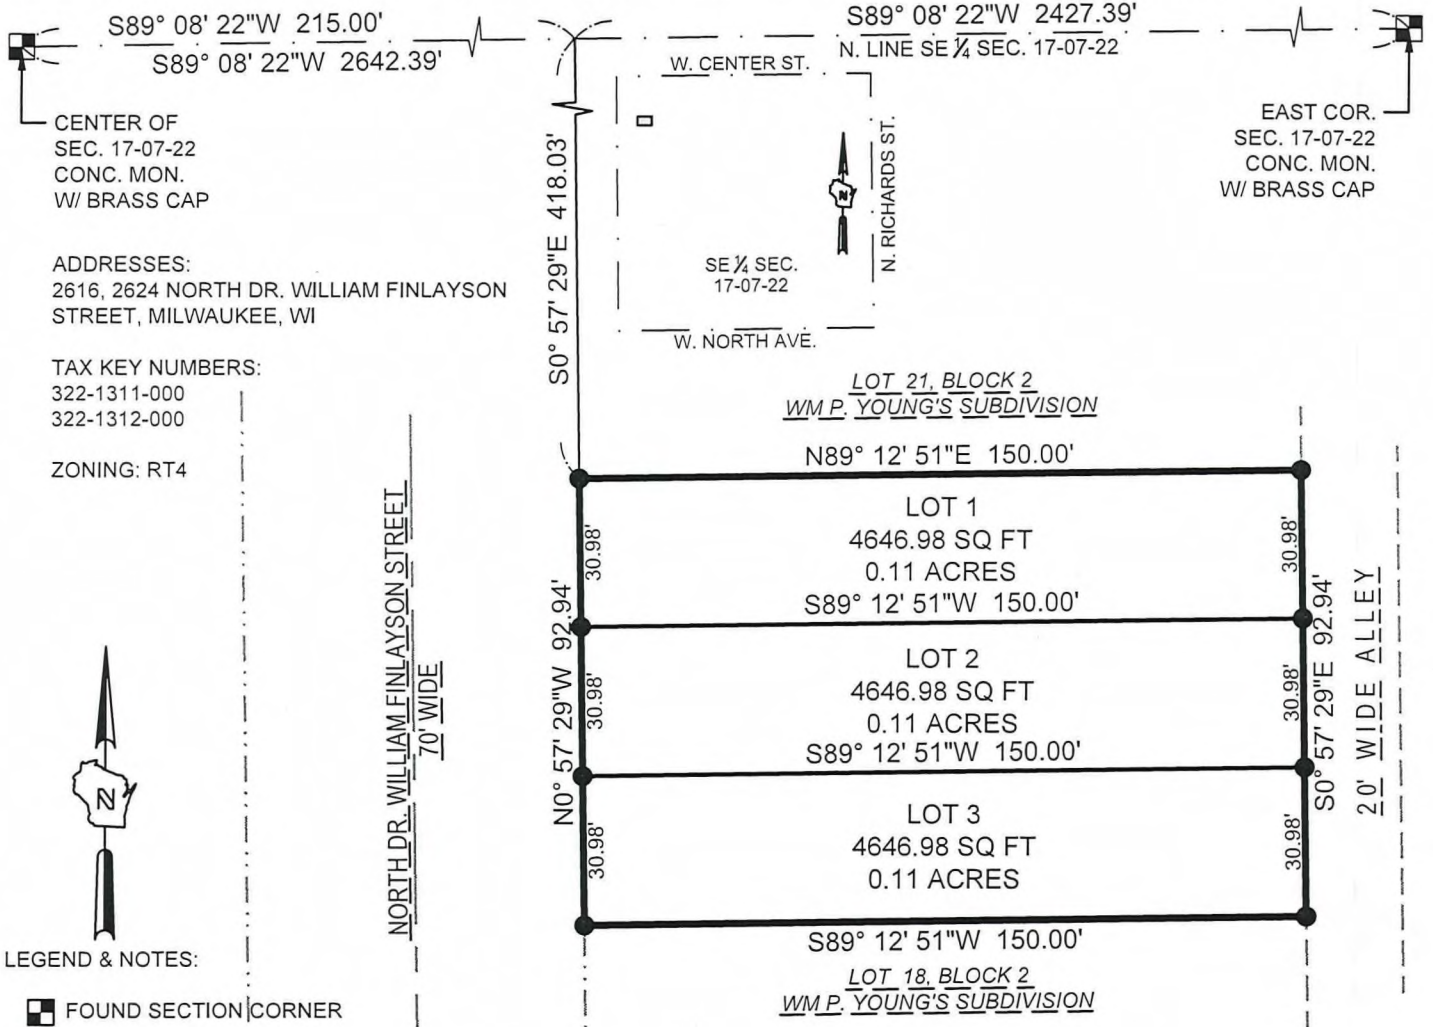 S89° 08' 22"W 215.00'
S89° 08' 22"W 2642.39'
S89° 08' 22"W 2427.39'
N. LINE SE ¼ SEC. 17-07-22
CENTER OF
SEC. 17-07-22
CONC. MON.
W/ BRASS CAP
EAST COR.
SEC. 17-07-22
CONC. MON.
W/ BRASS CAP
W. CENTER ST.
N. RICHARDS ST.
N
SE ¼ SEC.
17-07-22
W. NORTH AVE.
S0° 57' 29"E 418.03'
ADDRESSES:
2616, 2624 NORTH DR. WILLIAM FINLAYSON
STREET, MILWAUKEE, WI
TAX KEY NUMBERS:
322-1311-000
322-1312-000
ZONING: RT4
LOT 21, BLOCK 2
WM P. YOUNG'S SUBDIVISION
N89° 12' 51"E 150.00'
LOT 1
4646.98 SQ FT
0.11 ACRES
30.98'
30.98'
S89° 12' 51"W 150.00'
LOT 2
4646.98 SQ FT
0.11 ACRES
30.98'
30.98'
S89° 12' 51"W 150.00'
LOT 3
4646.98 SQ FT
0.11 ACRES
30.98'
30.98'
S89° 12' 51"W 150.00'
N0° 57' 29"W 92.94'
S0° 57' 29"E 92.94'
NORTH DR. WILLIAM FINLAYSON STREET
70' WIDE
20' WIDE ALLEY
LOT 18, BLOCK 2
WM P. YOUNG'S SUBDIVISION
N
LEGEND & NOTES:
FOUND SECTION CORNER